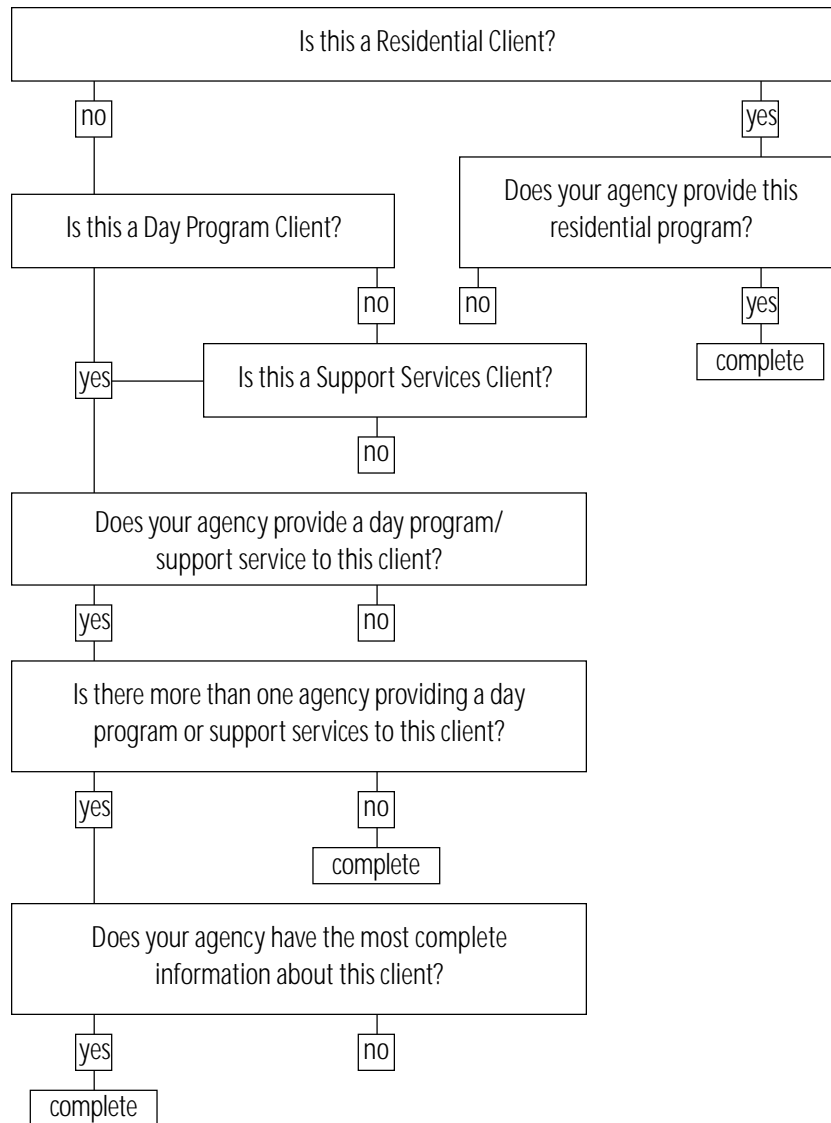 Is this a Residential Client?
no
yes
Does your agency provide this
residential program?
Is this a Day Program Client?
no
no
yes
complete
yes
Is this a Support Services Client?
no
Does your agency provide a day program/
support service to this client?
yes
no
Is there more than one agency providing a day
program or support services to this client?
yes
no
complete
Does your agency have the most complete
information about this client?
yes
no
complete